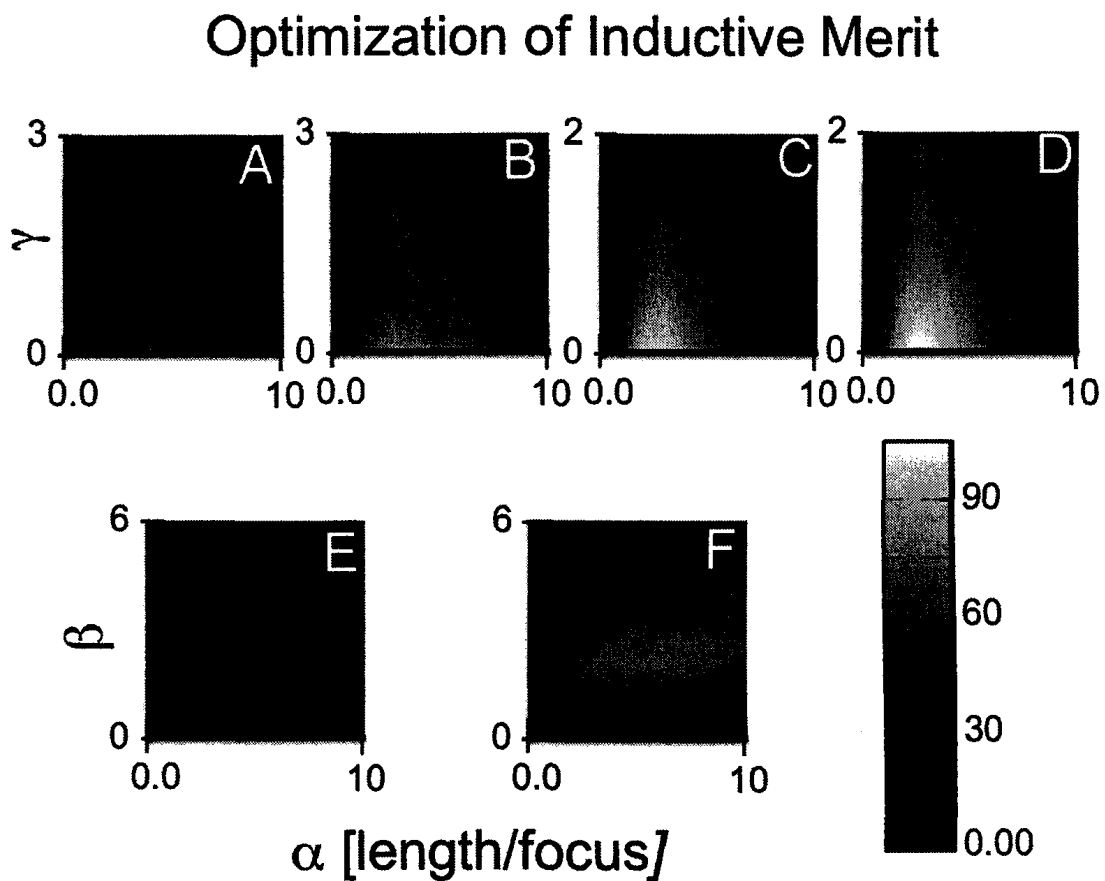 Optimization of Inductive Merit
3 A 3 B 2 C 2 D
γ
0 0 0 0
0.0 10 0.0 10 0.0 10 0.0 10
6 E 6 F 90
β 60
0 0 30
0.0 10 0.0 10 0.00
α [length/focus]